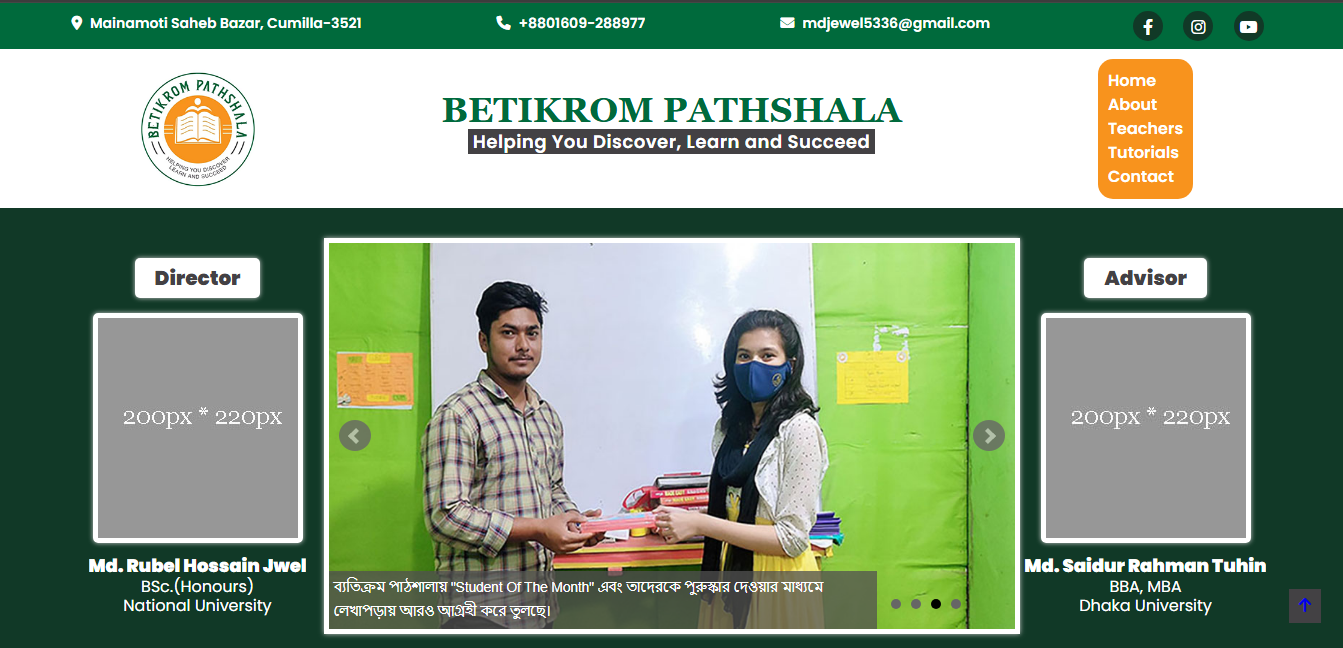 Mainamoti Saheb Bazar, Cumilla-3521
+8801609-288977
mdjewel5336@gmail.com
BETIKROM PATHSHALA
HELPING YOU DISCOVER
LEARN AND SUCCEED
BETIKROM PATHSHALA
Helping You Discover, Learn and Succeed
Home
About
Teachers
Tutorials
Contact
Director
200px * 220px
Md. Rubel Hossain Jwel
BSc.(Honours)
National University
ব্যতিক্রম পাঠশালায় "Student Of The Month" এবং তাদেরকে পুরুস্কার দেওয়ার মাধ্যমে
লেখাপড়ায় আরও আগ্রহী করে তুলছে।
Advisor
200px * 220px
Md. Saidur Rahman Tuhin
BBA, MBA
Dhaka University